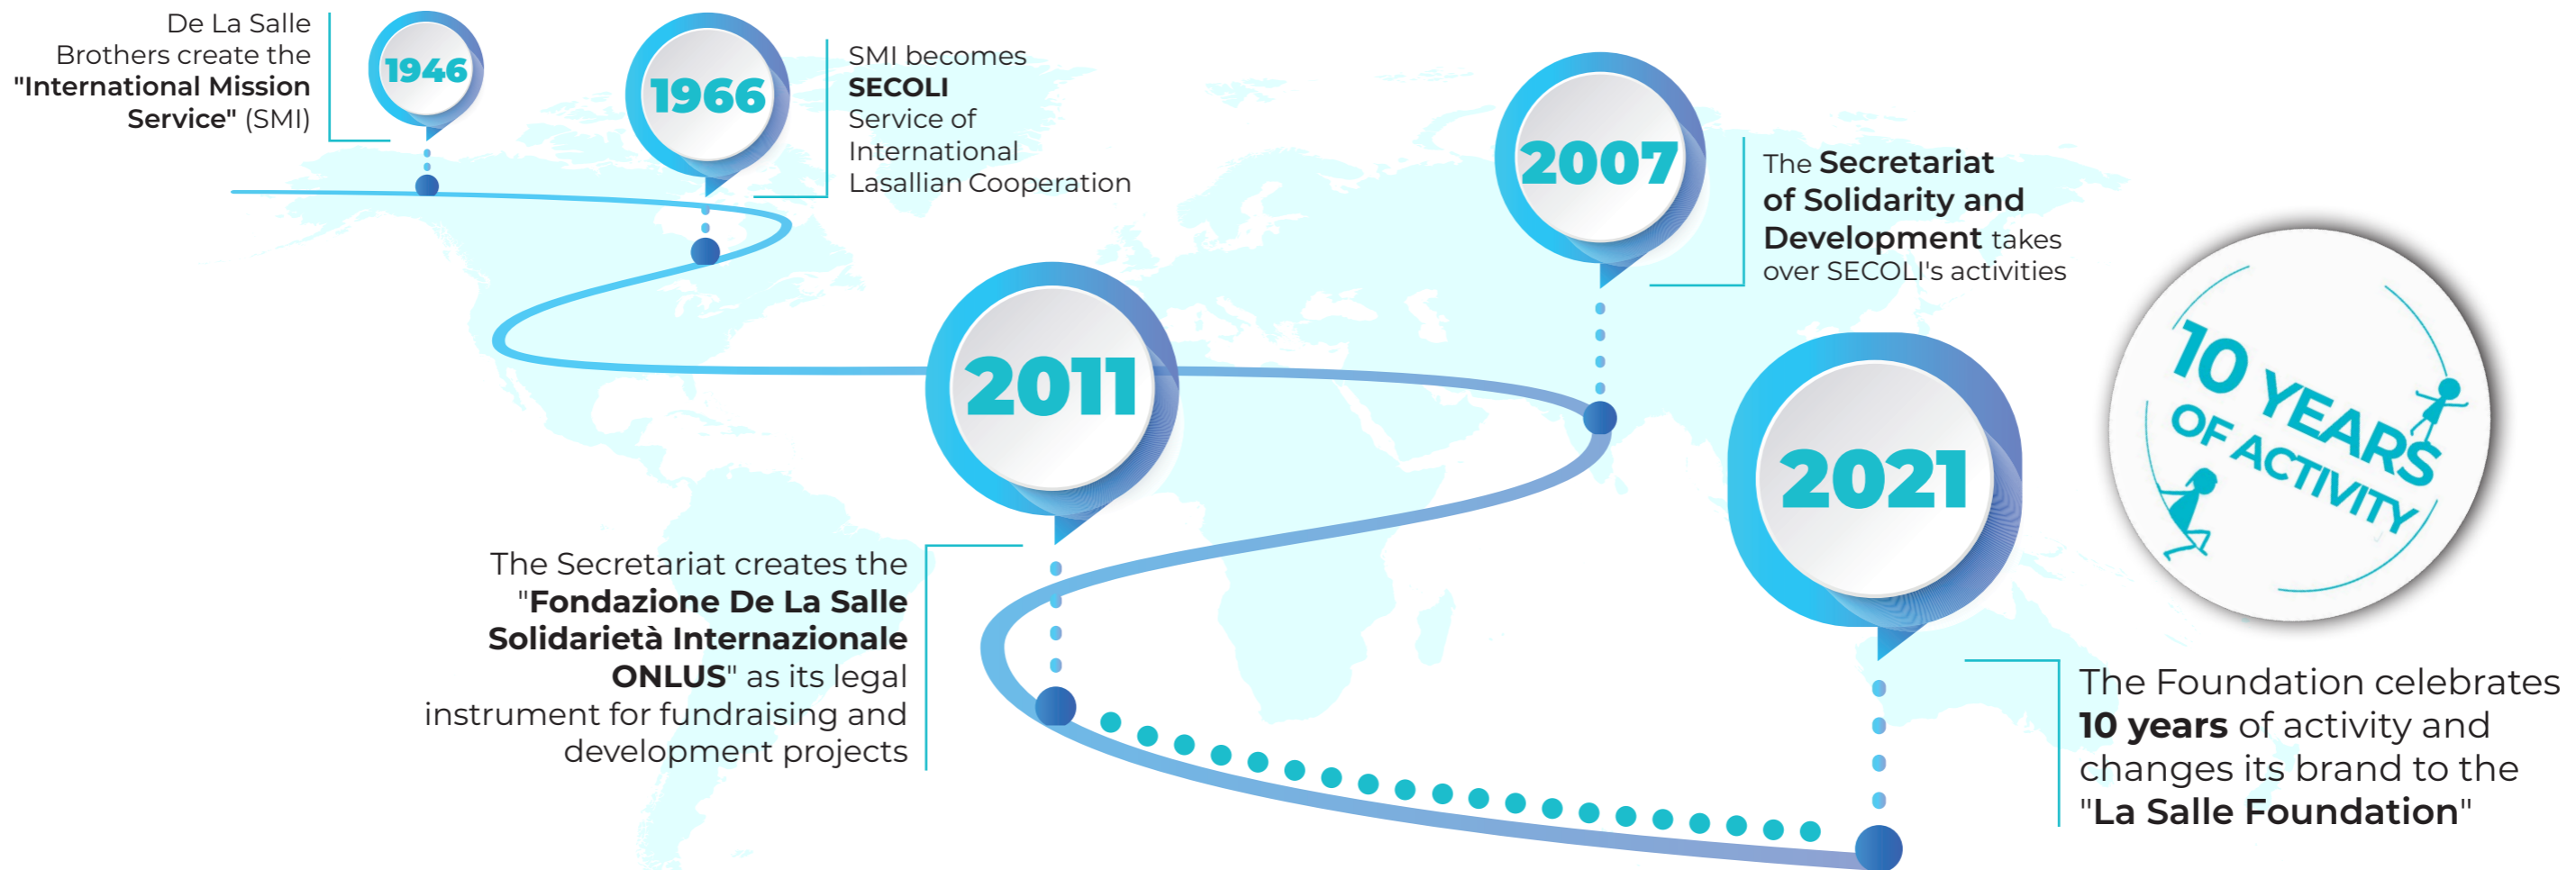 De La Salle
Brothers create the
"International Mission
Service" (SMI)
1946
1966
SMI becomes
SECOLI
Service of
International
Lasallian Cooperation
2007
The Secretariat
of Solidarity and
Development takes
over SECOLI's activities
2011
The Secretariat creates the
"Fondazione De La Salle
Solidarietà Internazionale
ONLUS" as its legal
instrument for fundraising and
development projects
2021
The Foundation celebrates
10 years of activity and
changes its brand to the
"La Salle Foundation"
10 YEARS
OF ACTIVITY